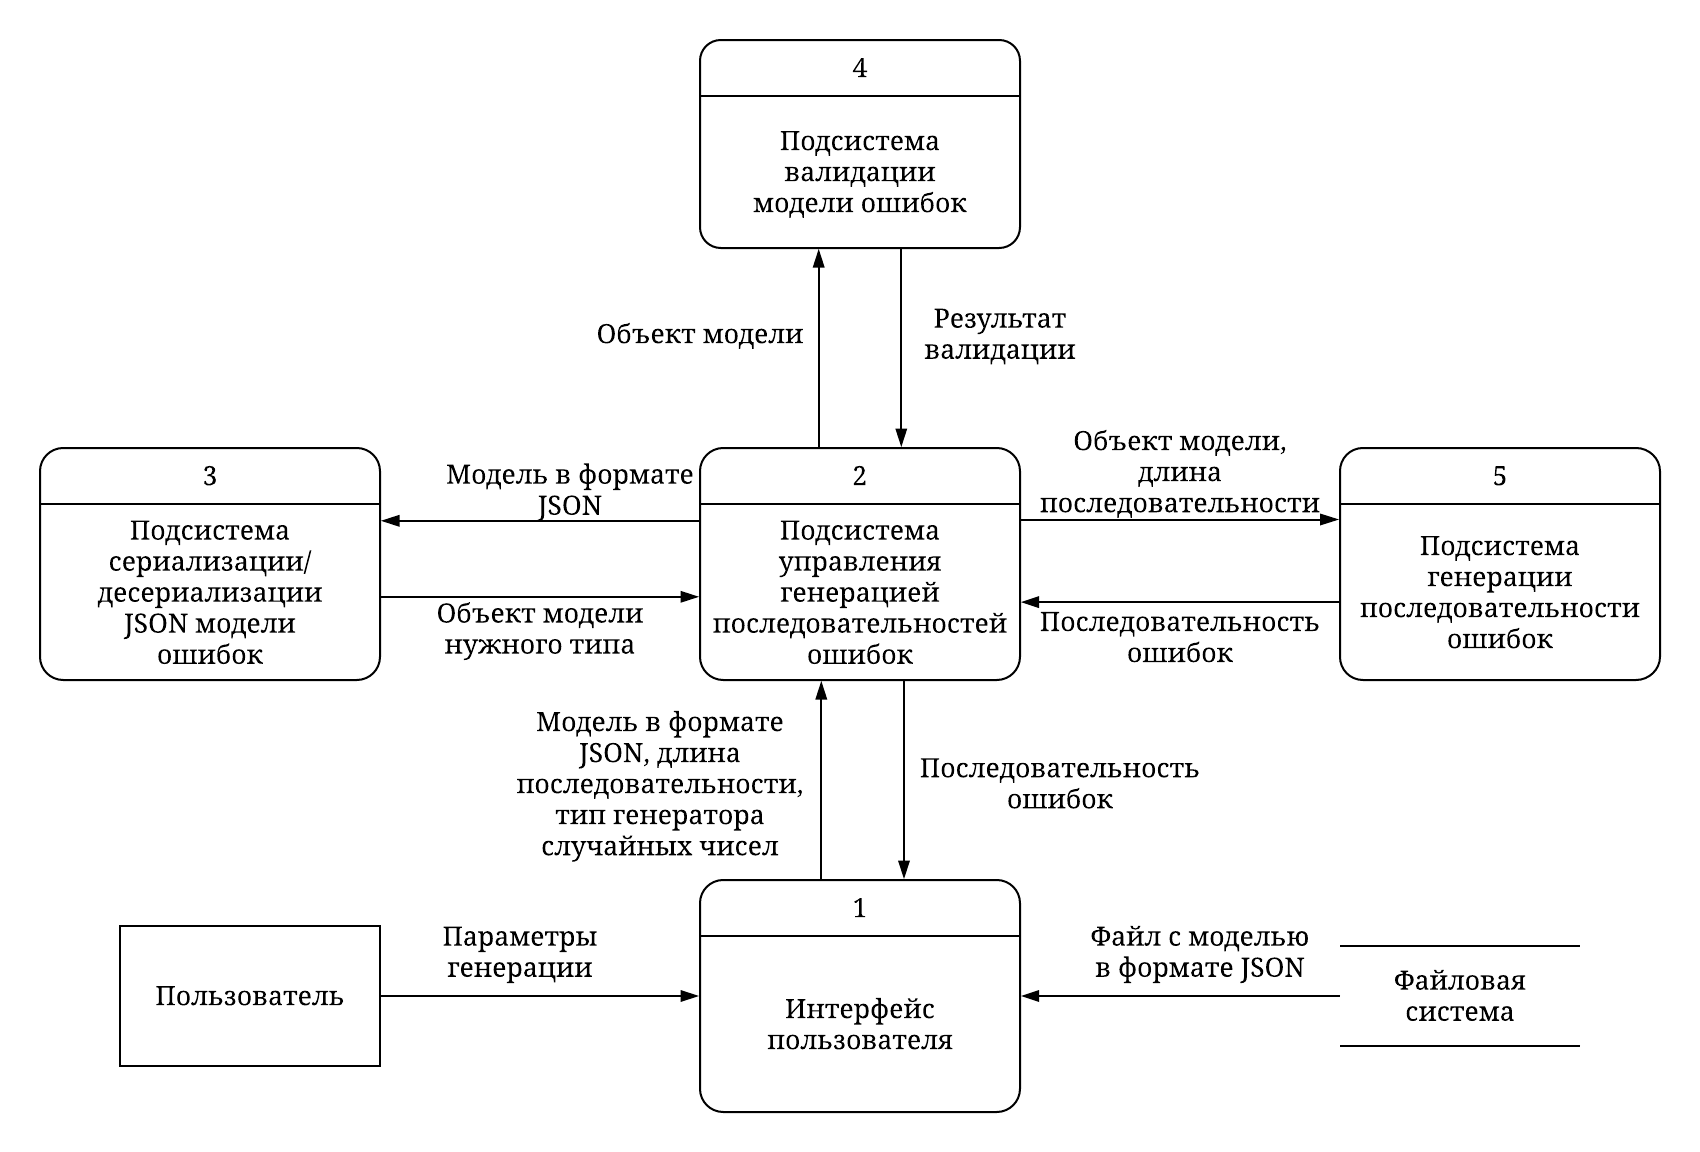 4
Подсистема
валидации
модели ошибок
Объект модели
Результат
валидации
3
Подсистема
сериализации/
десериализации
JSON модели
ошибок
Модель в формате
JSON
Объект модели
нужного типа
2
Подсистема
управления
генерацией
последовательностей
ошибок
Объект модели,
длина
последовательности
Последовательность
ошибок
5
Подсистема
генерации
последовательности
ошибок
Модель в формате
JSON, длина
последовательности,
тип генератора
случайных чисел
Последовательность
ошибок
Пользователь
Параметры
генерации
1
Интерфейс
пользователя
Файл с моделью
в формате JSON
Файловая
система